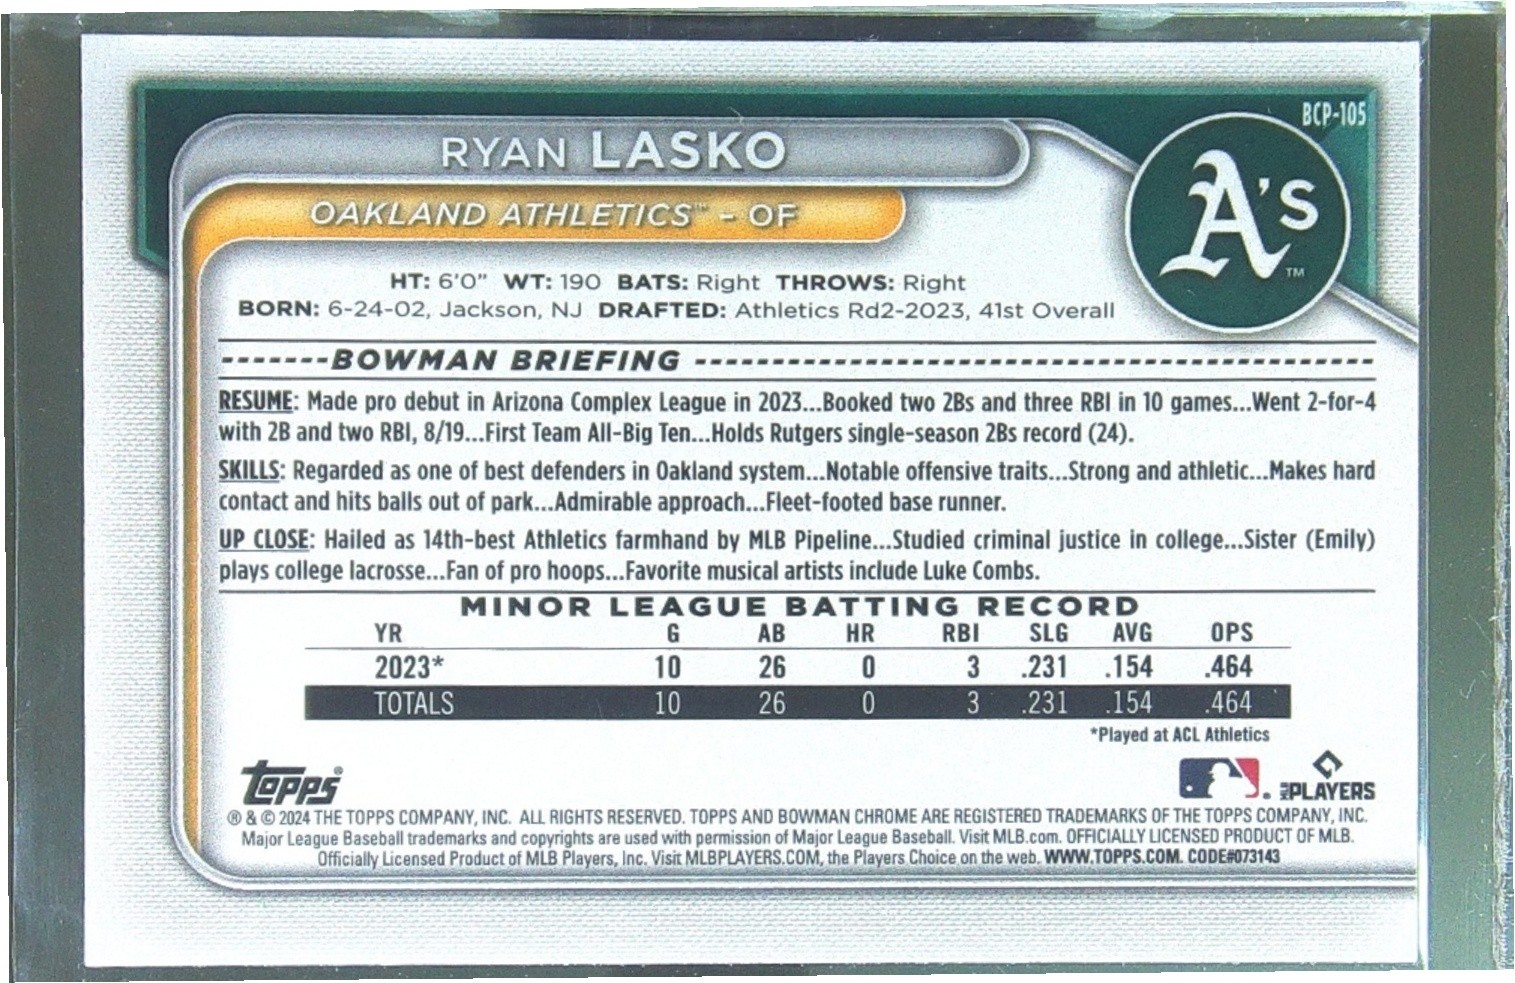 BCP-105
RYAN LASKO
A's™
OAKLAND ATHLETICS™ - OF
HT: 6'0" WT: 190 BATS: Right THROWS: Right
BORN: 6-24-02, Jackson, NJ DRAFTED: Athletics Rd2-2023, 41st Overall
-------BOWMAN BRIEFING -------------------------------------------
RESUME: Made pro debut in Arizona Complex League in 2023...Booked two 2Bs and three RBI in 10 games...Went 2-for-4
with 2B and two RBI, 8/19...First Team All-Big Ten...Holds Rutgers single-season 2Bs record (24).
SKILLS: Regarded as one of best defenders in Oakland system...Notable offensive traits...Strong and athletic...Makes hard
contact and hits balls out of park...Admirable approach...Fleet-footed base runner.
UP CLOSE: Hailed as 14th-best Athletics farmhand by MLB Pipeline...Studied criminal justice in college...Sister (Emily)
plays college lacrosse...Fan of pro hoops...Favorite musical artists include Luke Combs.
MINOR LEAGUE BATTING RECORD
YR G AB HR RBI SLG AVG OPS
2023* 10 26 0 3 .231 .154 .464
TOTALS 10 26 0 3 .231 .154 .464
*Played at ACL Athletics
Topps®
MLB PLAYERS
® & © 2024 THE TOPPS COMPANY, INC. ALL RIGHTS RESERVED. TOPPS AND BOWMAN CHROME ARE REGISTERED TRADEMARKS OF THE TOPPS COMPANY, INC.
Major League Baseball trademarks and copyrights are used with permission of Major League Baseball. Visit MLB.com. OFFICIALLY LICENSED PRODUCT OF MLB.
Officially Licensed Product of MLB Players, Inc. Visit MLBPLAYERS.COM, the Players Choice on the web. WWW.TOPPS.COM. CODE#073143